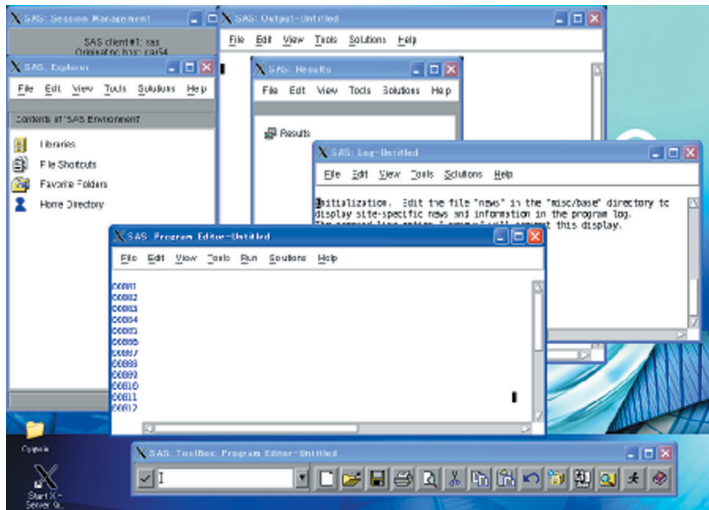 SAS: Session Management
SAS client#1: sas
Originating host: car64
SAS: Output-Untitled
File Edit View Tools Solutions Help
SAS: Explorer
File Edit View Tools Solutions Help
Contents of 'SAS Environment'
Libraries
File Shortcuts
Favorite Folders
Home Directory
SAS: Results
File Edit View Tools Solutions Help
Results
SAS: Log-Untitled
File Edit View Tools Solutions Help
Initialization. Edit the file "news" in the "misc/base" directory to
display site-specific news and information in the program log.
this display.
SAS: Program Editor-Untitled
File Edit View Tools Run Solutions Help
00001
00002
00003
00004
00005
00006
00007
00008
00009
00010
00011
00012
SAS: ToolBox: Program Editor-Untitled
Cygwin
Start X -
Server